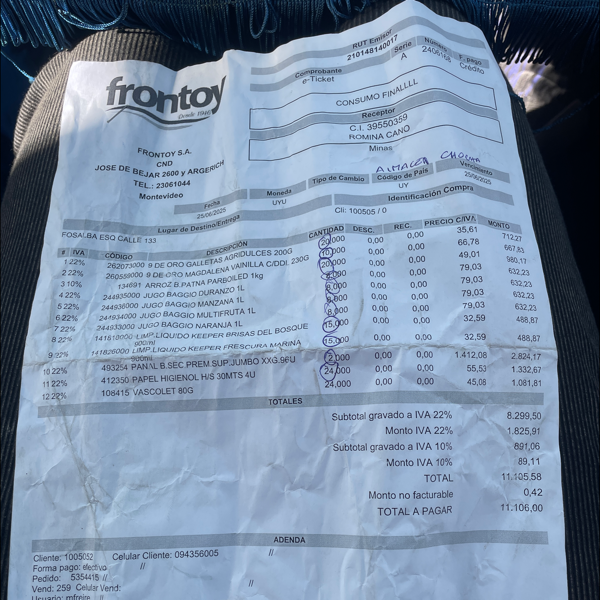 frontoy
Desde 1946
FRONTOY S.A.
CND
JOSE DE BEJAR 2600 y ARGERICH
TEL.: 23061044
Montevideo
RUT Emisor
210148140017
Comprobante Serie Número F. pago
e-Ticket A Crédito
CONSUMO FINALLL
Receptor
C.I. 39550359
ROMINA CANO
Minas
ALMACEN
Fecha Moneda Tipo de Cambio Código de País Vencimiento
25/06/2025 UYU UY 25/06/2025
Lugar de Destino/Entrega Identificación Compra
FOSALBA ESQ CALLE 133 Cli: 100505 / 0
# IVA CÓDIGO DESCRIPCIÓN CANTIDAD DESC. REC. PRECIO C/IVA MONTO
1 22% 262073000 9 DE ORO GALLETAS AGRIDULCES 200G 20,000 0,00 0,00 35,61 712,27
2 22% 260559000 9 DE ORO MAGDALENA VAINILLA C/DDL 230G 10,000 0,00 0,00 66,78 667,83
3 10% 134691 ARROZ B.PATNA PARBOILED 1kg 20,000 0,00 0,00 49,01 980,17
4 22% 244935000 JUGO BAGGIO DURANZO 1L 8,000 0,00 0,00 79,03 632,23
5 22% 244936000 JUGO BAGGIO MANZANA 1L 8,000 0,00 0,00 79,03 632,23
6 22% 244934000 JUGO BAGGIO MULTIFRUTA 1L 8,000 0,00 0,00 79,03 632,23
7 22% 244933000 JUGO BAGGIO NARANJA 1L 8,000 0,00 0,00 79,03 632,23
8 22% LIMP.LIQUIDO KEEPER BRISAS DEL BOSQUE 15,000 0,00 0,00 32,59 488,87
900ml
9 22% 141826000 LIMP.LIQUIDO KEEPER FRESCURA MARINA 15,000 0,00 0,00 32,59 488,87
900ml
10 22% 493254 PAÑAL B.SEC PREM.SUP JUMBO XXG 96U 2,000 0,00 0,00 1.412,08 2.824,17
11 22% 412350 PAPEL HIGIENOL H/S 30MTS 4U 24,000 0,00 0,00 55,53 1.332,67
12 22% 108415 VASCOLET 80G 24,000 0,00 0,00 45,08 1.081,81
TOTALES
Subtotal gravado a IVA 22% 8.299,50
Monto IVA 22% 1.825,91
Subtotal gravado a IVA 10% 891,06
Monto IVA 10% 89,11
TOTAL 11.105,58
Monto no facturable 0,42
TOTAL A PAGAR 11.106,00
ADENDA
Cliente: 1005052 Celular Cliente: 094356005 //
Forma pago: efectivo //
Pedido: 5354415 //
Vend: 259 Celular Vend: //
Usuario: mfreire //